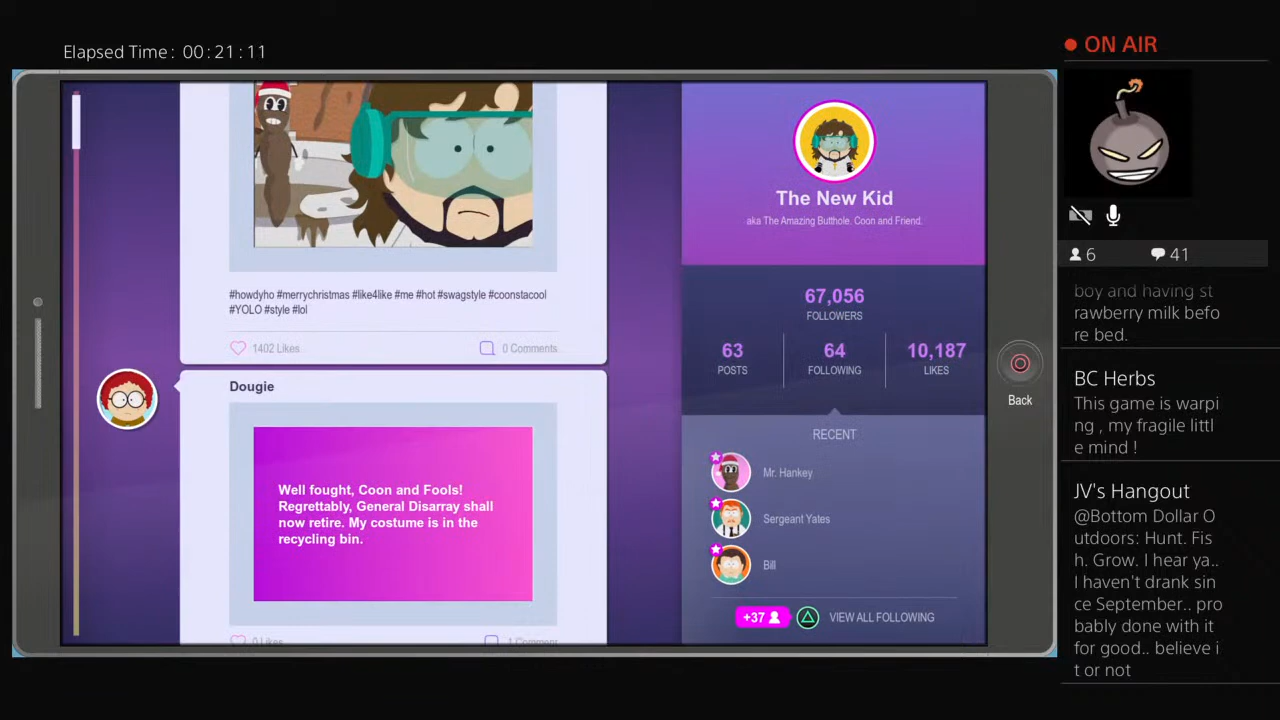 Elapsed Time: 00:21:11
#howdyho #merrychristmas #like4like #me #hot #swagstyle #coonstacool
#YOLO #style #lol
1402 Likes
0 Comments
Dougie
Well fought, Coon and Fools!
Regrettably, General Disarray shall
now retire. My costume is in the
recycling bin.
0 Likes
1 Comment
The New Kid
aka The Amazing Butthole. Coon and Friend.
67,056
FOLLOWERS
63
POSTS
64
FOLLOWING
10,187
LIKES
RECENT
Mr. Hankey
Sergeant Yates
Bill
+37
VIEW ALL FOLLOWING
Back
ON AIR
6
41
boy and having st
rawberry milk befo
re bed.
BC Herbs
This game is warpi
ng , my fragile littl
e mind !
JV's Hangout
@Bottom Dollar O
utdoors: Hunt. Fis
h. Grow. I hear ya..
I haven't drank sin
ce September.. pro
bably done with it
for good.. believe i
t or not